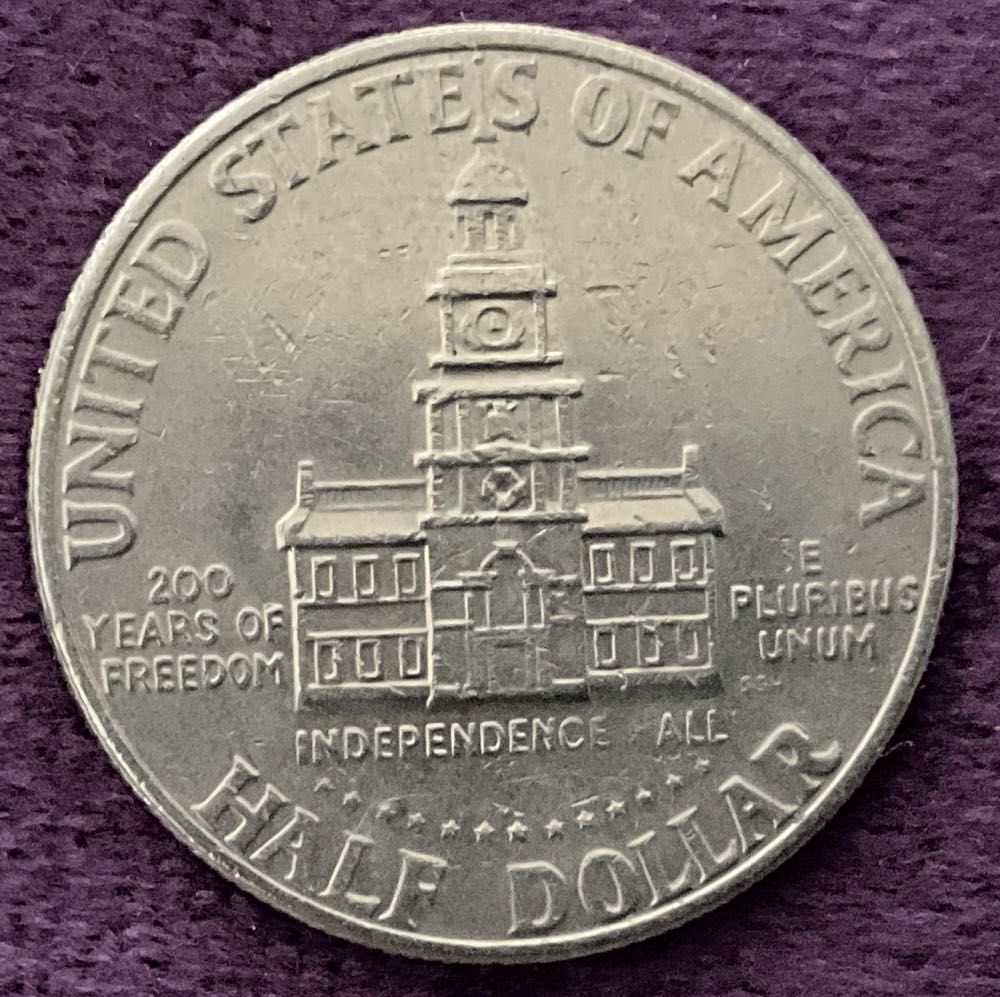 UNITED STATES OF AMERICA
200
YEARS OF
FREEDOM
E
PLURIBUS
UNUM
INDEPENDENCE ALL
HALF DOLLAR